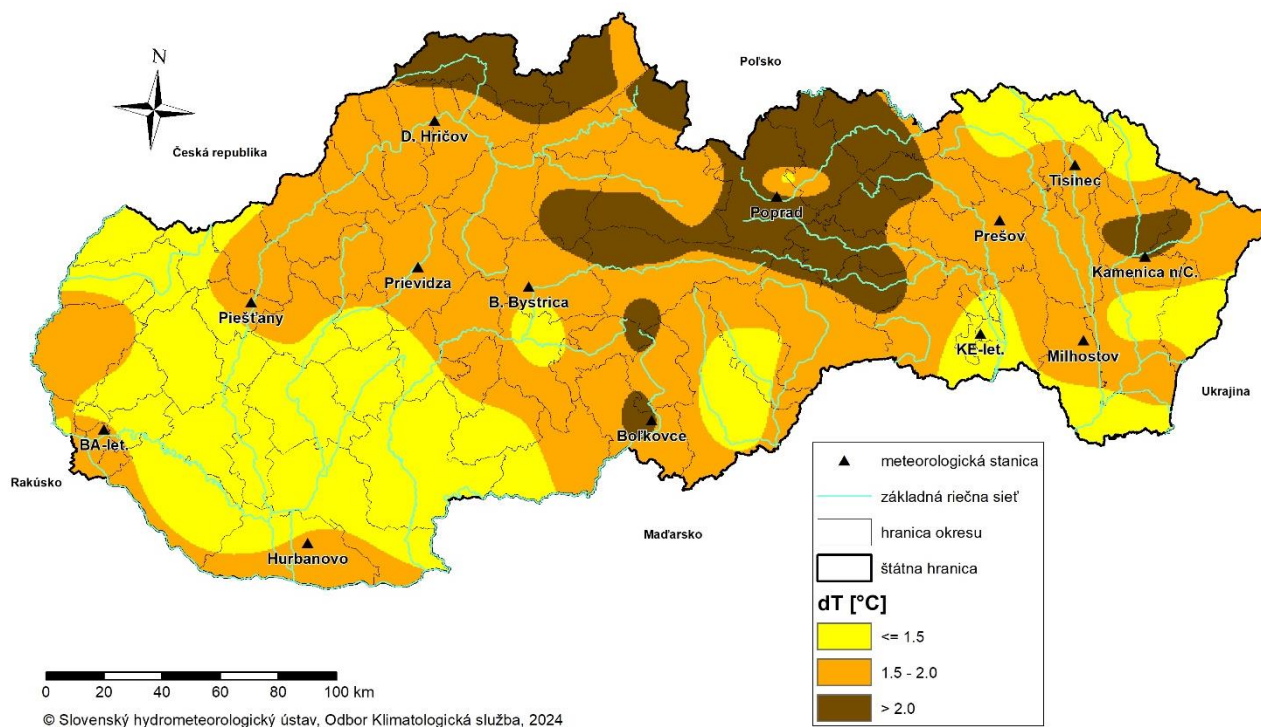 N
Poľsko
Česká republika
D. Hričov
Tisinec
Poprad
Prešov
Kamenica n/C.
Prievidza
B. Bystrica
Piešťany
KE-let.
Milhostov
Ukrajina
BA-let.
Boľkovce
Rakúsko
Maďarsko
Hurbanovo
meteorologická stanica
základná riečna sieť
hranica okresu
štátna hranica
dT [°C]
<= 1.5
1.5 - 2.0
> 2.0
0 20 40 60 80 100 km
© Slovenský hydrometeorologický ústav, Odbor Klimatologická služba, 2024